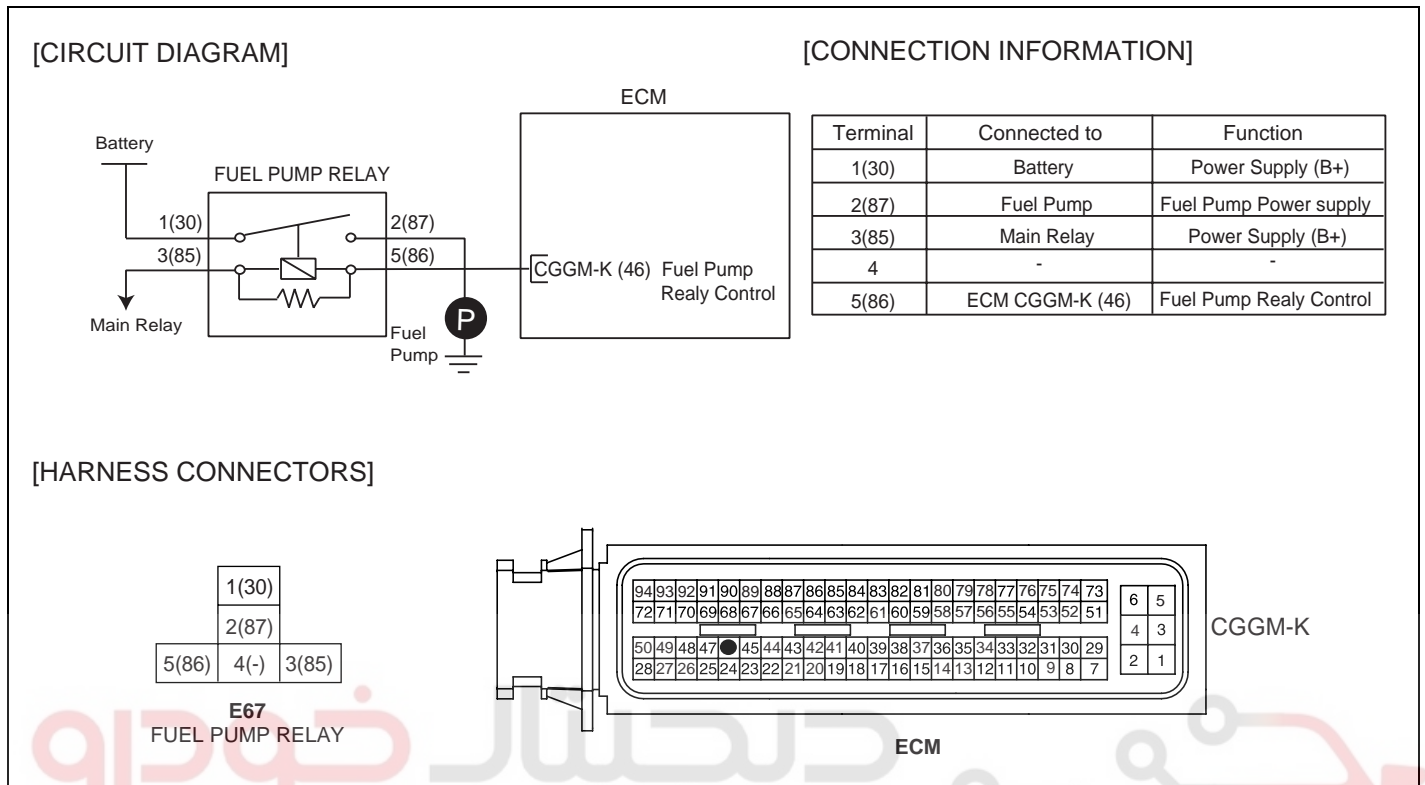 [CIRCUIT DIAGRAM]
[CONNECTION INFORMATION]
ECM
Battery
FUEL PUMP RELAY
1(30)
2(87)
3(85)
5(86)
CGGM-K (46) Fuel Pump
Realy Control
Main Relay
Fuel
Pump
P
Terminal Connected to Function
1(30) Battery Power Supply (B+)
2(87) Fuel Pump Fuel Pump Power supply
3(85) Main Relay Power Supply (B+)
4 - -
5(86) ECM CGGM-K (46) Fuel Pump Realy Control
[HARNESS CONNECTORS]
1(30)
2(87)
5(86) 4(-) 3(85)
E67
FUEL PUMP RELAY
94 93 92 91 90 89 88 87 86 85 84 83 82 81 80 79 78 77 76 75 74 73
72 71 70 69 68 67 66 65 64 63 62 61 60 59 58 57 56 55 54 53 52 51
50 49 48 47 45 44 43 42 41 40 39 38 37 36 35 34 33 32 31 30 29
28 27 26 25 24 23 22 21 20 19 18 17 16 15 14 13 12 11 10 9 8 7
6 5
4 3
2 1
CGGM-K
ECM
دیجیتال خودرو